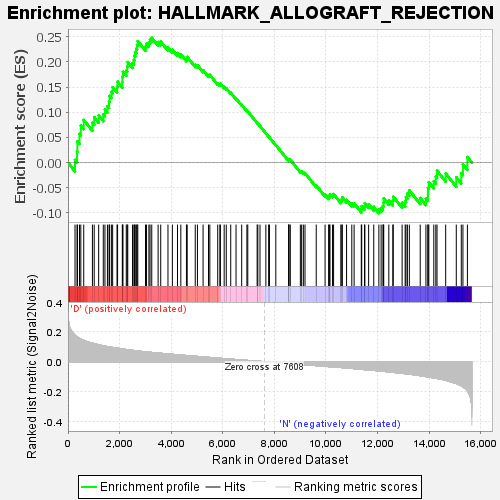 Enrichment plot: HALLMARK_ALLOGRAFT_REJECTION
Enrichment score (ES)
0.25
0.20
0.15
0.10
0.05
0.00
-0.05
-0.10
Ranked list metric (Signal2Noise)
0.4
0.2
0.0
-0.2
-0.4
'D' (positively correlated)
Zero cross at 7608
'N' (negatively correlated)
0
2,000
4,000
6,000
8,000
10,000
12,000
14,000
16,000
Rank in Ordered Dataset
Enrichment profile
Hits
Ranking metric scores